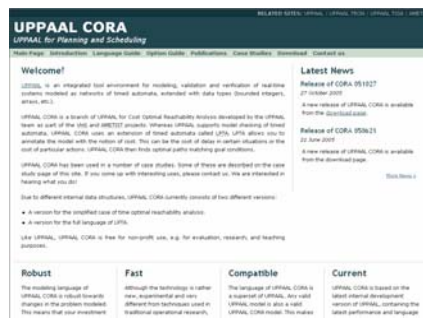 RELATED SITES: UPPAAL | UPPAAL TRON | UPPAAL TIGA |
UPPAAL CORA
UPPAAL for Planning and Scheduling
Main Page Introduction Language Guide Option Guide Publications Case Studies Download Contact us
Welcome!
UPPAAL is an integrated tool environment for modeling, validation and verification of real-time
systems modeled as networks of timed automata, extended with data types (bounded integers,
arrays, etc.).
UPPAAL CORA is a branch of UPPAAL for Cost Optimal Reachability Analysis developed by the UPPAAL
team as part of the VHS and AMETIST projects. Whereas UPPAAL supports model checking of timed
automata, UPPAAL CORA uses an extension of timed automata called LPTA. LPTA allows you to
annotate the model with the notion of cost. This can be the cost of delay in certain situations or the
cost of particular actions. UPPAAL CORA then finds optimal paths matching goal conditions.
UPPAAL CORA has been used in a number of case studies. Some of these are described on the case
study page of this site. If you come up with interesting uses, please contact us. We are interested in
hearing what you do!
Due to different internal data structures, UPPAAL CORA currently consists of two different versions:
• A version for the simplified case of time optimal reachability analysis.
• A version for the full language of LPTA.
Like UPPAAL, UPPAAL CORA is free for non-profit use, e.g. for evaluation, research, and teaching
purposes.
Latest News
Release of CORA 051027
27 October 2005
A new release of UPPAAL CORA is available
from the download page.
Release of CORA 050621
22 June 2005
A new release of UPPAAL CORA is available
from the download page.
More News »
Robust
The modeling language of
UPPAAL CORA is robust towards
changes in the problem modeled.
This means that your investment
Fast
Although the technology is rather
new, experimental and very
different from techniques used in
traditional operational research,
Compatible
The language of UPPAAL CORA is
a superset of UPPAAL. Any valid
UPPAAL model is also a valid
UPPAAL CORA model. This makes
Current
UPPAAL CORA is based on the
latest internal development
version of UPPAAL, containing the
latest performance and language